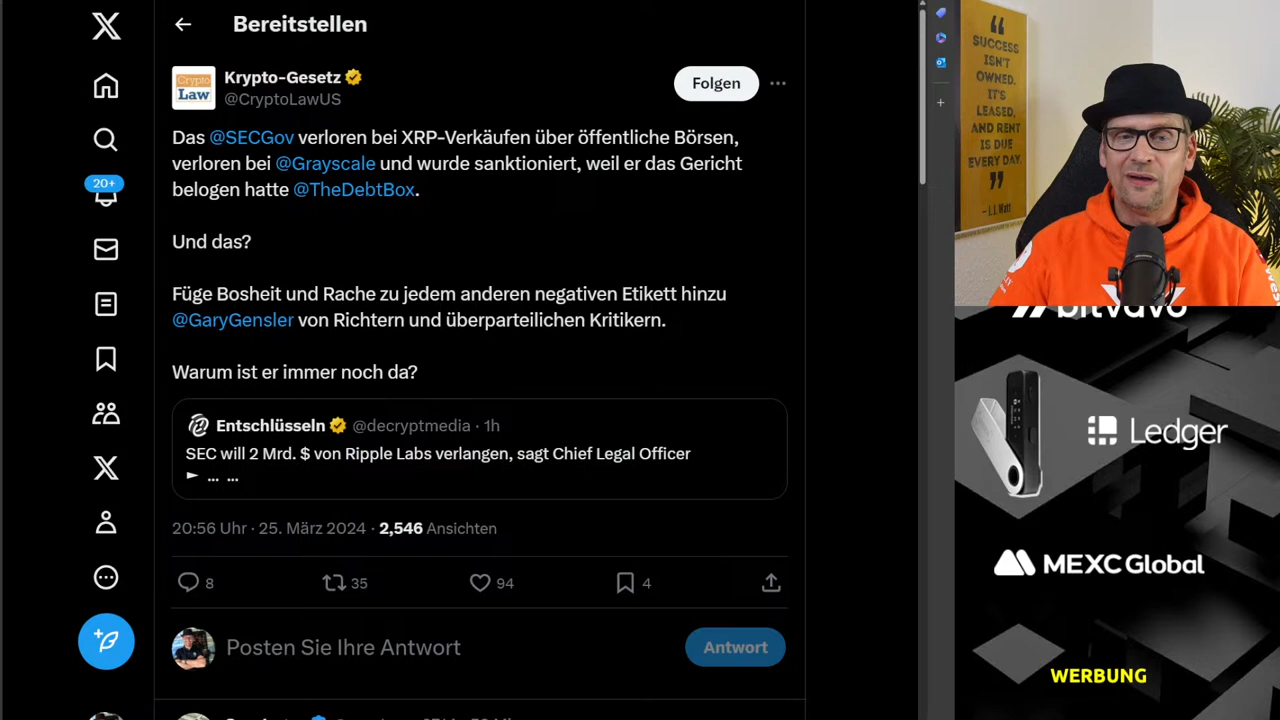 Bereitstellen
Krypto-Gesetz
@CryptoLawUS
Folgen
Crypto
Law
Das @SECGov verloren bei XRP-Verkäufen über öffentliche Börsen,
verloren bei @Grayscale und wurde sanktioniert, weil er das Gericht
belogen hatte @TheDebtBox.
Und das?
Füge Bosheit und Rache zu jedem anderen negativen Etikett hinzu
@GaryGensler von Richtern und überparteilichen Kritikern.
Warum ist er immer noch da?
Entschlüsseln @decryptmedia · 1h
SEC will 2 Mrd. $ von Ripple Labs verlangen, sagt Chief Legal Officer
► ... ...
20:56 Uhr · 25. März 2024 · 2,546 Ansichten
8 35 94 4
Posten Sie Ihre Antwort
Antwort
20+
“
SUCCESS
ISN'T
OWNED.
IT'S
LEASED,
AND RENT
IS DUE
EVERY DAY.
”
– J.J. Watt
bitvavo
Ledger
MEXC Global
WERBUNG